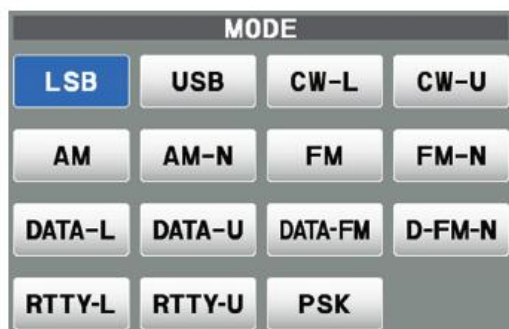 MODE
LSB USB CW-L CW-U
AM AM-N FM FM-N
DATA-L DATA-U DATA-FM D-FM-N
RTTY-L RTTY-U PSK